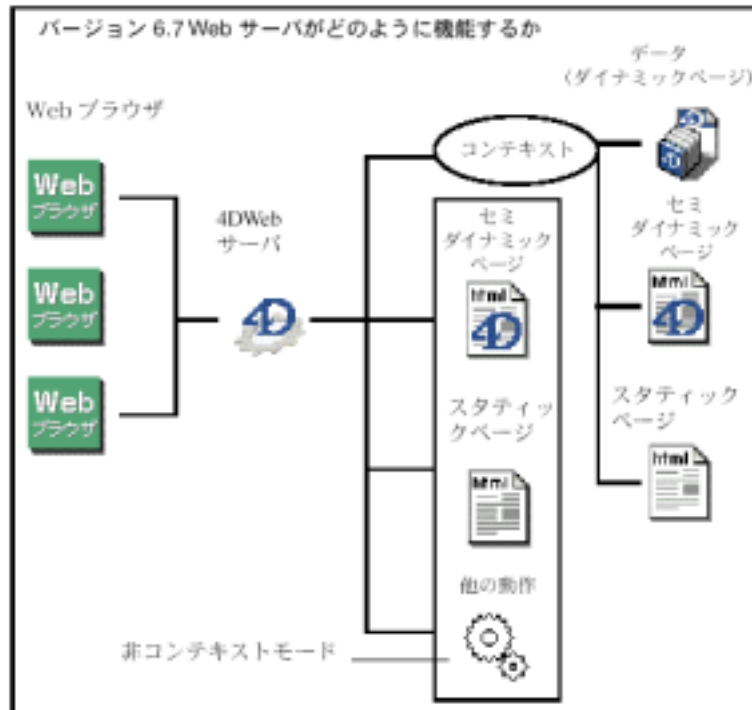 バージョン 6.7 Web サーバがどのように機能するか
Web ブラウザ
Web
ブラウザ
Web
ブラウザ
Web
ブラウザ
4DWeb
サーバ
4D
コンテキスト
セミ
ダイナミック
ページ
html
4D
スタティッ
クページ
html
他の動作
非コンテキストモード
データ
(ダイナミックページ)
4D
セミ
ダイナミック
ページ
html
4D
スタティック
ページ
html